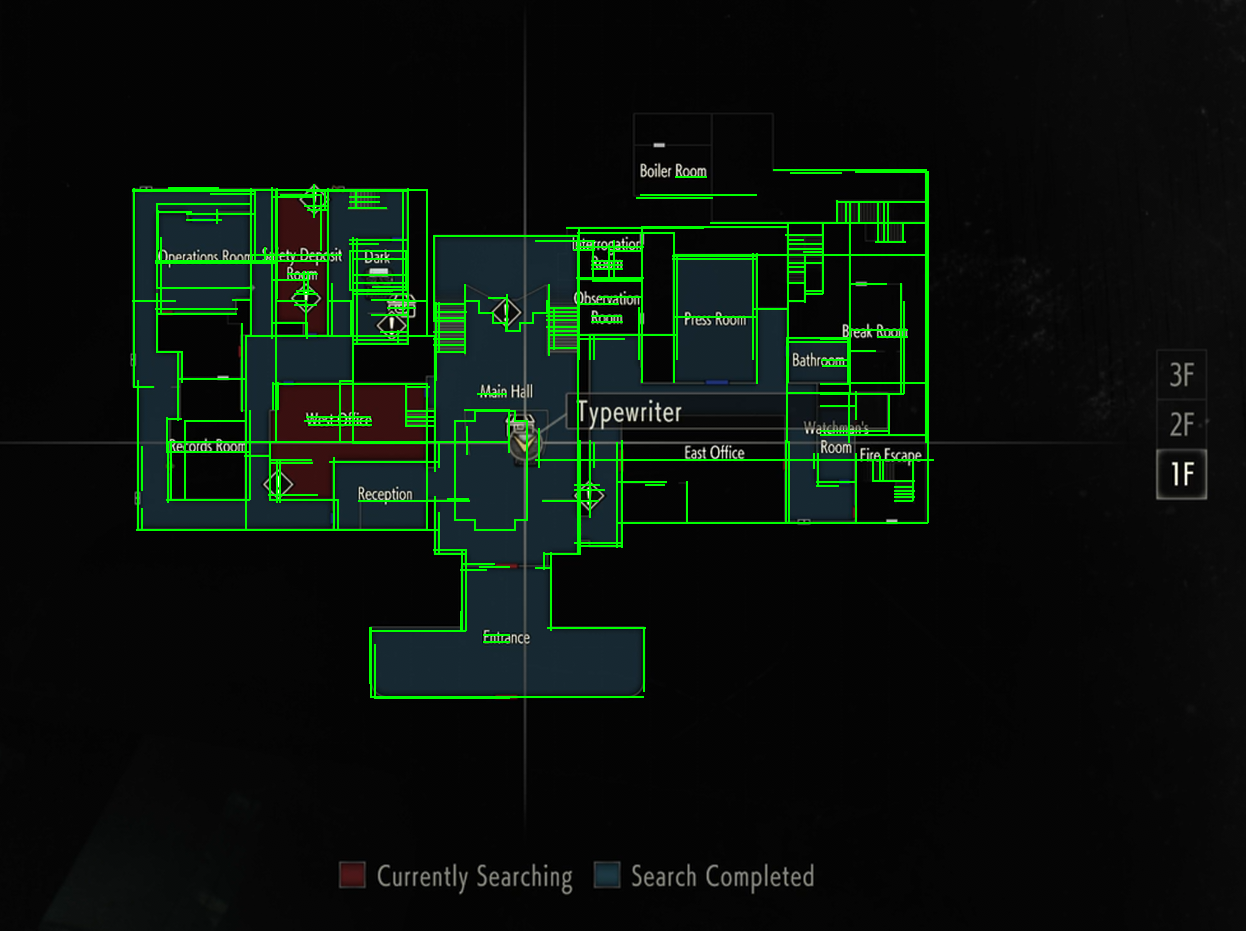 Boiler Room
Operations Room
Safety Deposit
Room
Dark
Interrogation
Room
Observation
Room
Press Room
Break Room
Bathroom
Main Hall
Typewriter
West Office
Records Room
Watchman's
Room
East Office
Fire Escape
Reception
Entrance
3F
2F
1F
Currently Searching
Search Completed